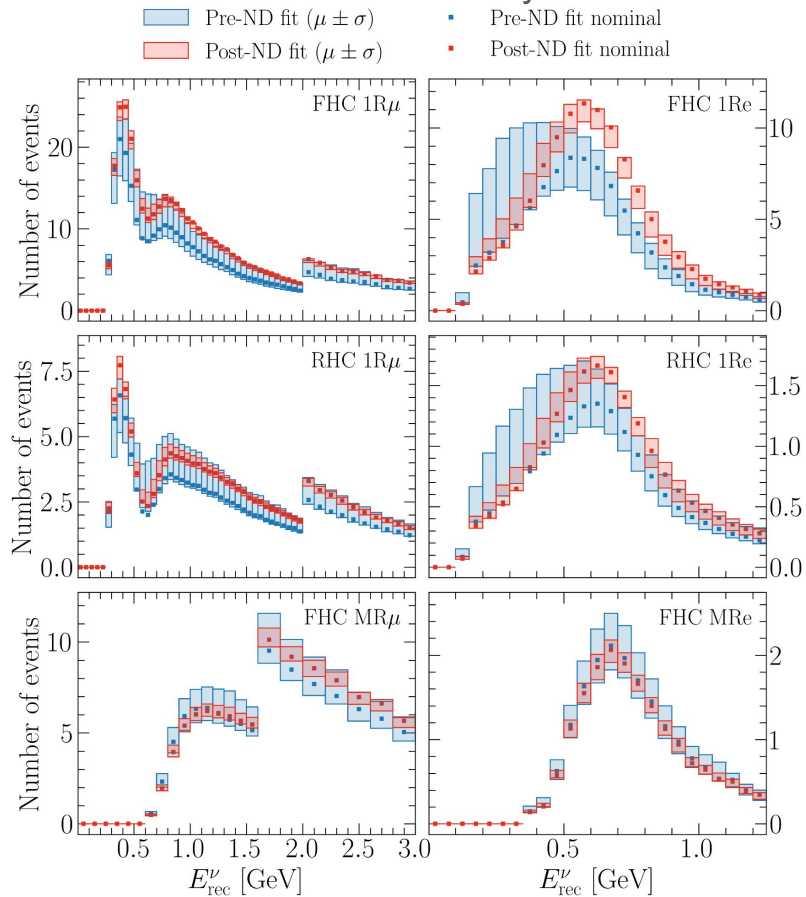 Pre-ND fit (μ ± σ)
Pre-ND fit nominal
Post-ND fit (μ ± σ)
Post-ND fit nominal
FHC 1Rμ
FHC 1Re
20
10
0
10
5
0
Number of events
RHC 1Rμ
RHC 1Re
7.5
5.0
2.5
0.0
1.5
1.0
0.5
0.0
Number of events
FHC MRμ
FHC MRe
10
5
0
2
1
0
Number of events
0.5 1.0 1.5 2.0 2.5 3.0
0.5 1.0
E^ν_rec [GeV]
E^ν_rec [GeV]